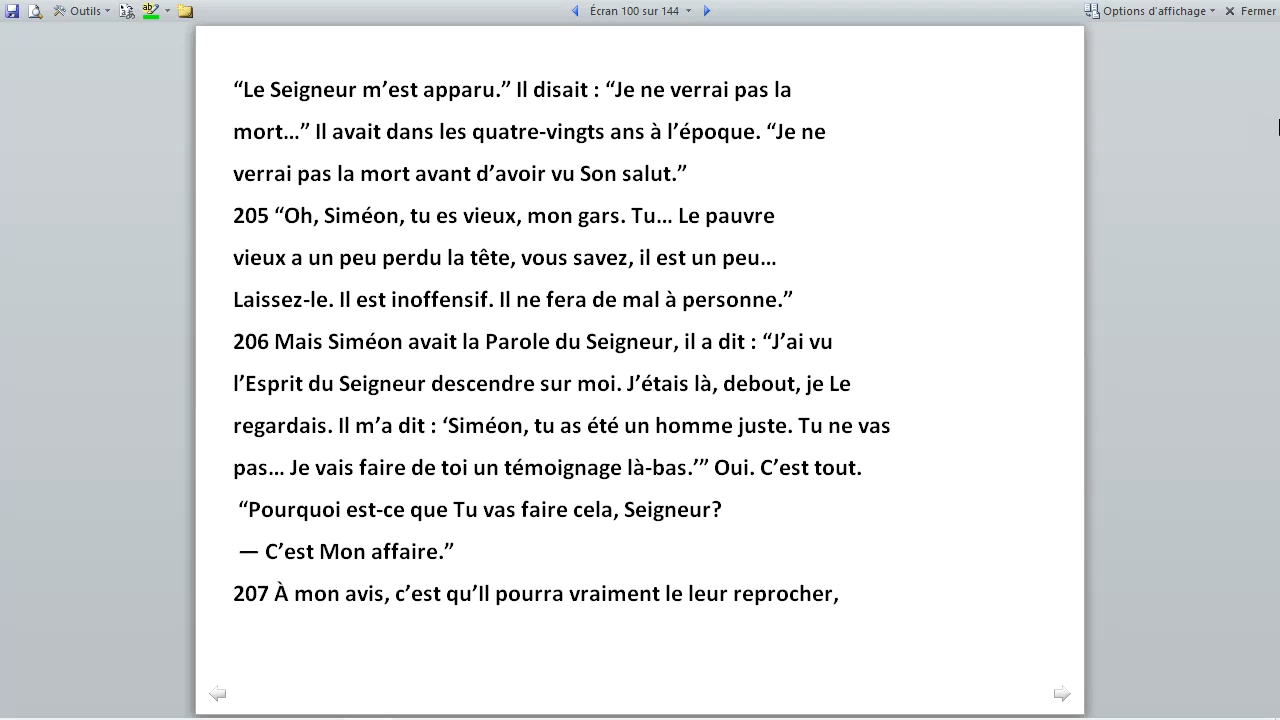 Outils
Écran 100 sur 144
Options d'affichage
Fermer
“Le Seigneur m’est apparu.” Il disait : “Je ne verrai pas la
mort…” Il avait dans les quatre-vingts ans à l’époque. “Je ne
verrai pas la mort avant d’avoir vu Son salut.”
205 “Oh, Siméon, tu es vieux, mon gars. Tu… Le pauvre
vieux a un peu perdu la tête, vous savez, il est un peu…
Laissez-le. Il est inoffensif. Il ne fera de mal à personne.”
206 Mais Siméon avait la Parole du Seigneur, il a dit : “J’ai vu
l’Esprit du Seigneur descendre sur moi. J’étais là, debout, je Le
regardais. Il m’a dit : ‘Siméon, tu as été un homme juste. Tu ne vas
pas… Je vais faire de toi un témoignage là-bas.’” Oui. C’est tout.
“Pourquoi est-ce que Tu vas faire cela, Seigneur?
— C’est Mon affaire.”
207 À mon avis, c’est qu’Il pourra vraiment le leur reprocher,